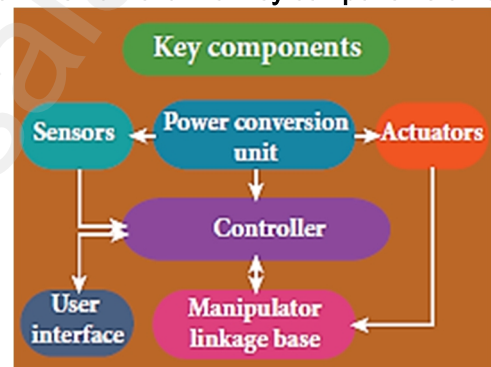 Key components
Sensors
Power conversion
unit
Actuators
Controller
User
interface
Manipulator
linkage base